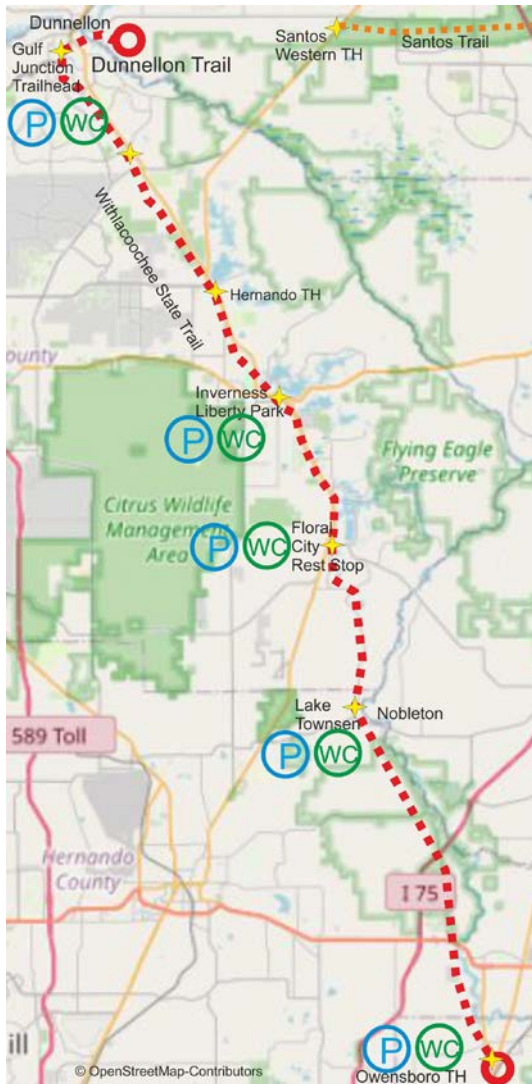 Dunnellon
Gulf
Junction
Trailhead
Dunnellon Trail
Santos
Western TH
Santos Trail
P
WC
Withlacoochee State Trail
Hernando TH
ounty
Inverness
Liberty Park
P
WC
Flying Eagle
Preserve
Citrus Wildlife
Management
Area
P
WC
Floral
City
Rest Stop
Lake
Townsen
Nobleton
P
WC
589 Toll
Hernando
County
I 75
ill
P
WC
Owensboro TH
© OpenStreetMap-Contributors